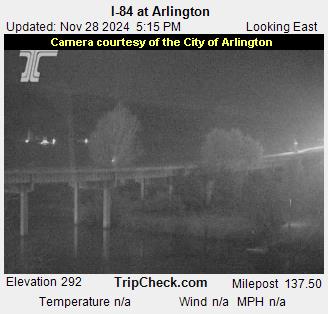 I-84 at Arlington
Updated: Nov 28 2024 5:15 PM Looking East
Camera courtesy of the City of Arlington
Elevation 292 TripCheck.com Milepost 137.50
Temperature n/a Wind n/a MPH n/a